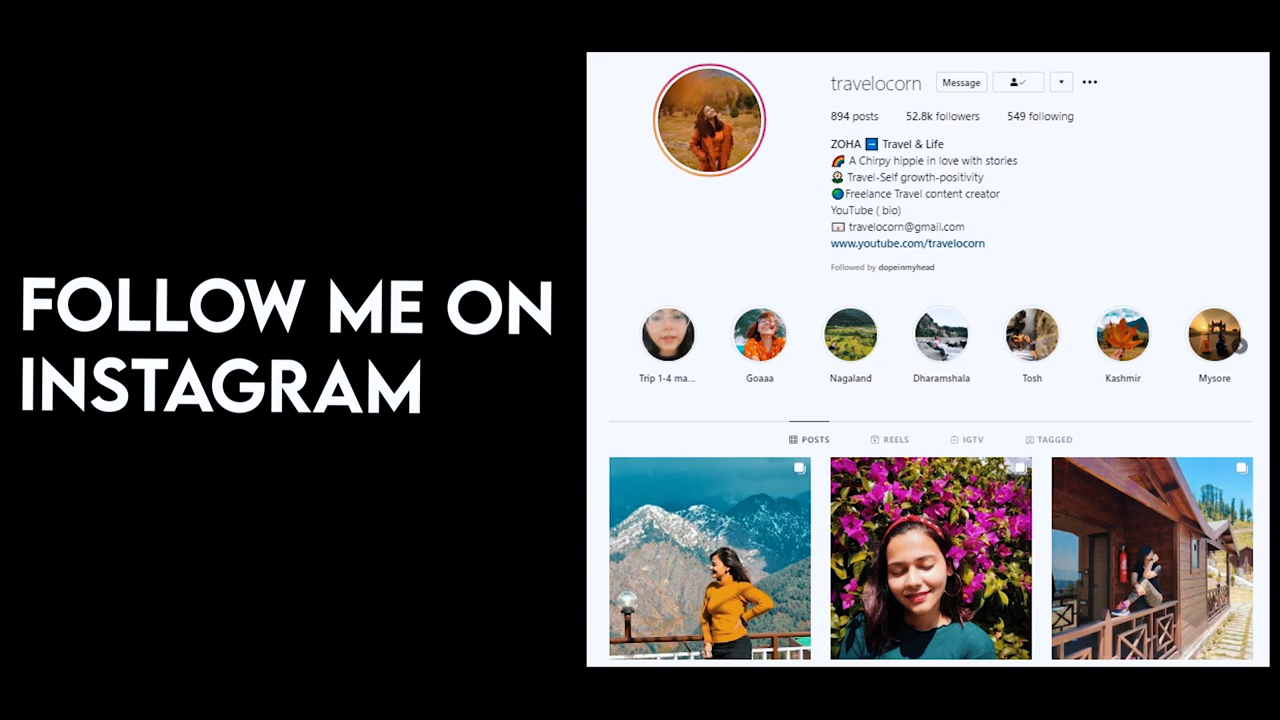 FOLLOW ME ON
INSTAGRAM
travelocorn Message
894 posts 52.8k followers 549 following
ZOHA ➡️ Travel & Life
🌈 A Chirpy hippie in love with stories
🌼 Travel-Self growth-positivity
🌍Freelance Travel content creator
YouTube ( bio)
📧 travelocorn@gmail.com
www.youtube.com/travelocorn
Followed by dopeinmyhead
Trip 1-4 ma... Goaaa Nagaland Dharamshala Tosh Kashmir Mysore
POSTS REELS IGTV TAGGED